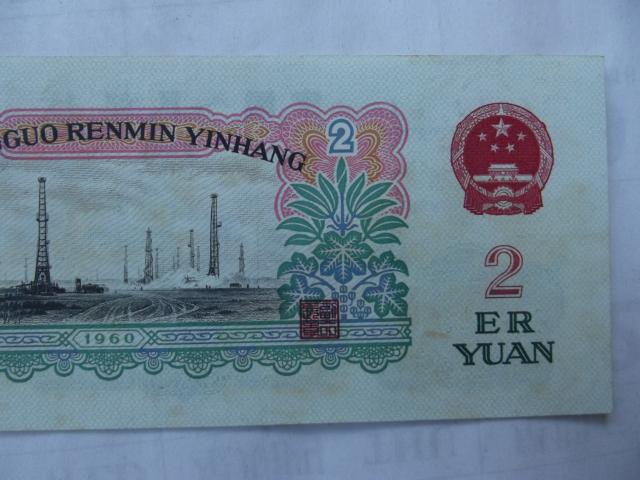 GUO RENMIN YINHANG
2
2
ER
YUAN
1960